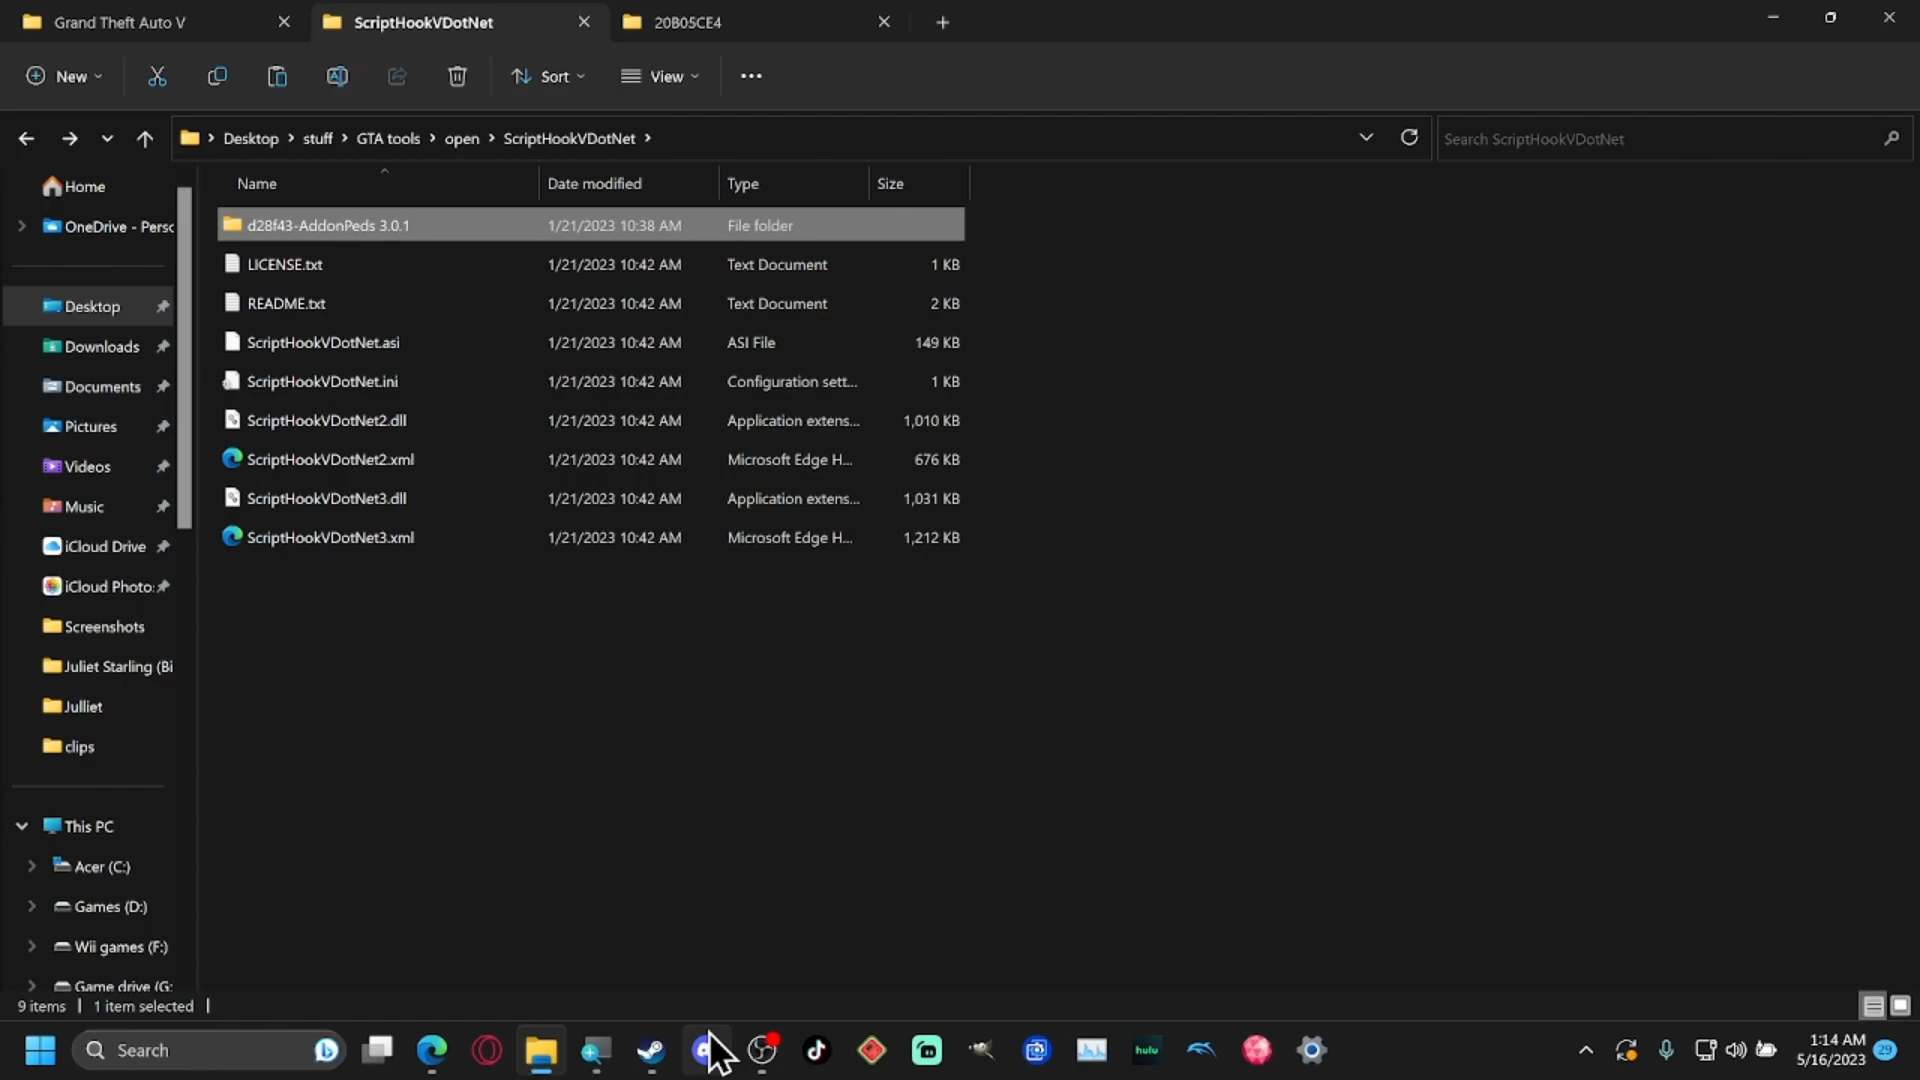 Grand Theft Auto V
ScriptHookVDotNet
20B05CE4
New
Sort
View
Desktop > stuff > GTA tools > open > ScriptHookVDotNet >
Search ScriptHookVDotNet
Name Date modified Type Size
d28f43-AddonPeds 3.0.1 1/21/2023 10:38 AM File folder
LICENSE.txt 1/21/2023 10:42 AM Text Document 1 KB
README.txt 1/21/2023 10:42 AM Text Document 2 KB
ScriptHookVDotNet.asi 1/21/2023 10:42 AM ASI File 149 KB
ScriptHookVDotNet.ini 1/21/2023 10:42 AM Configuration sett... 1 KB
ScriptHookVDotNet2.dll 1/21/2023 10:42 AM Application extens... 1,010 KB
ScriptHookVDotNet2.xml 1/21/2023 10:42 AM Microsoft Edge H... 676 KB
ScriptHookVDotNet3.dll 1/21/2023 10:42 AM Application extens... 1,031 KB
ScriptHookVDotNet3.xml 1/21/2023 10:42 AM Microsoft Edge H... 1,212 KB
Home
OneDrive - Perso
Desktop
Downloads
Documents
Pictures
Videos
Music
iCloud Drive
iCloud Photo:
Screenshots
Juliet Starling (Bi
Julliet
clips
This PC
Acer (C:)
Games (D:)
Wii games (F:)
Game drive (G:
9 items | 1 item selected |
Search
hulu
1:14 AM
5/16/2023
29